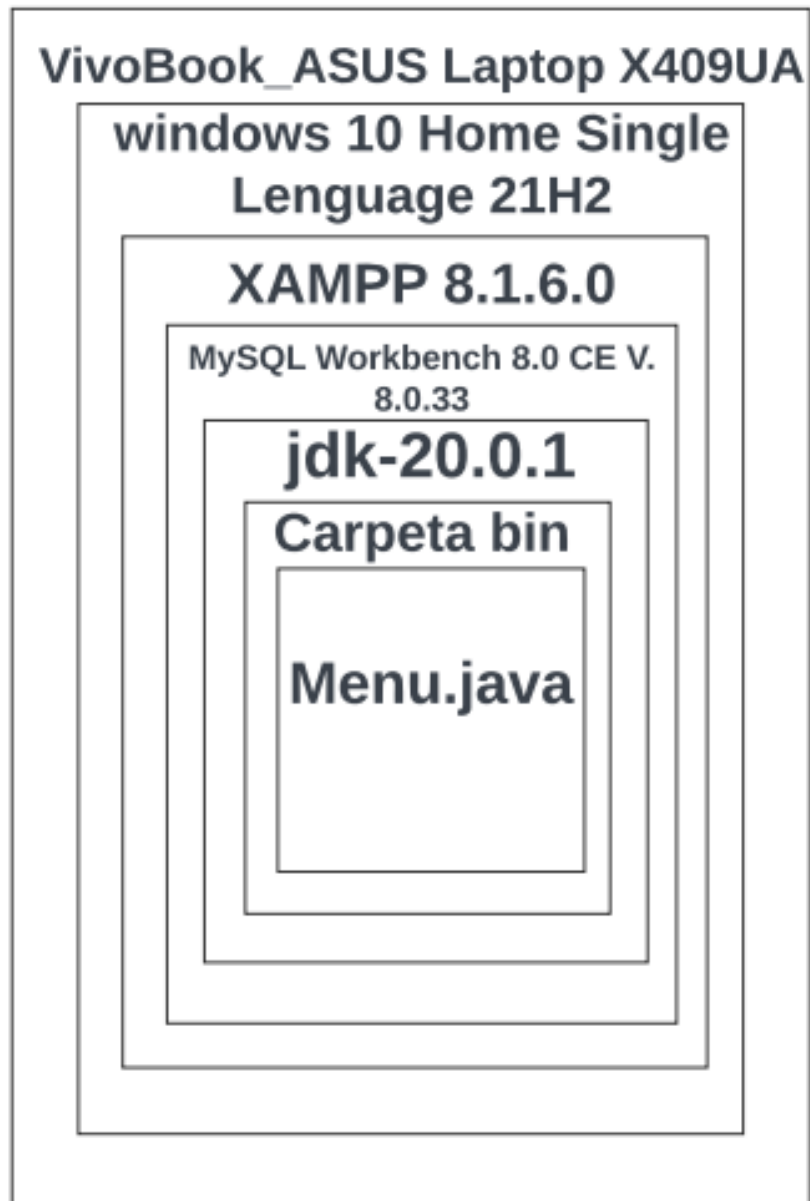 VivoBook_ASUS Laptop X409UA
windows 10 Home Single
Lenguage 21H2
XAMPP 8.1.6.0
MySQL Workbench 8.0 CE V.
8.0.33
jdk-20.0.1
Carpeta bin
Menu.java